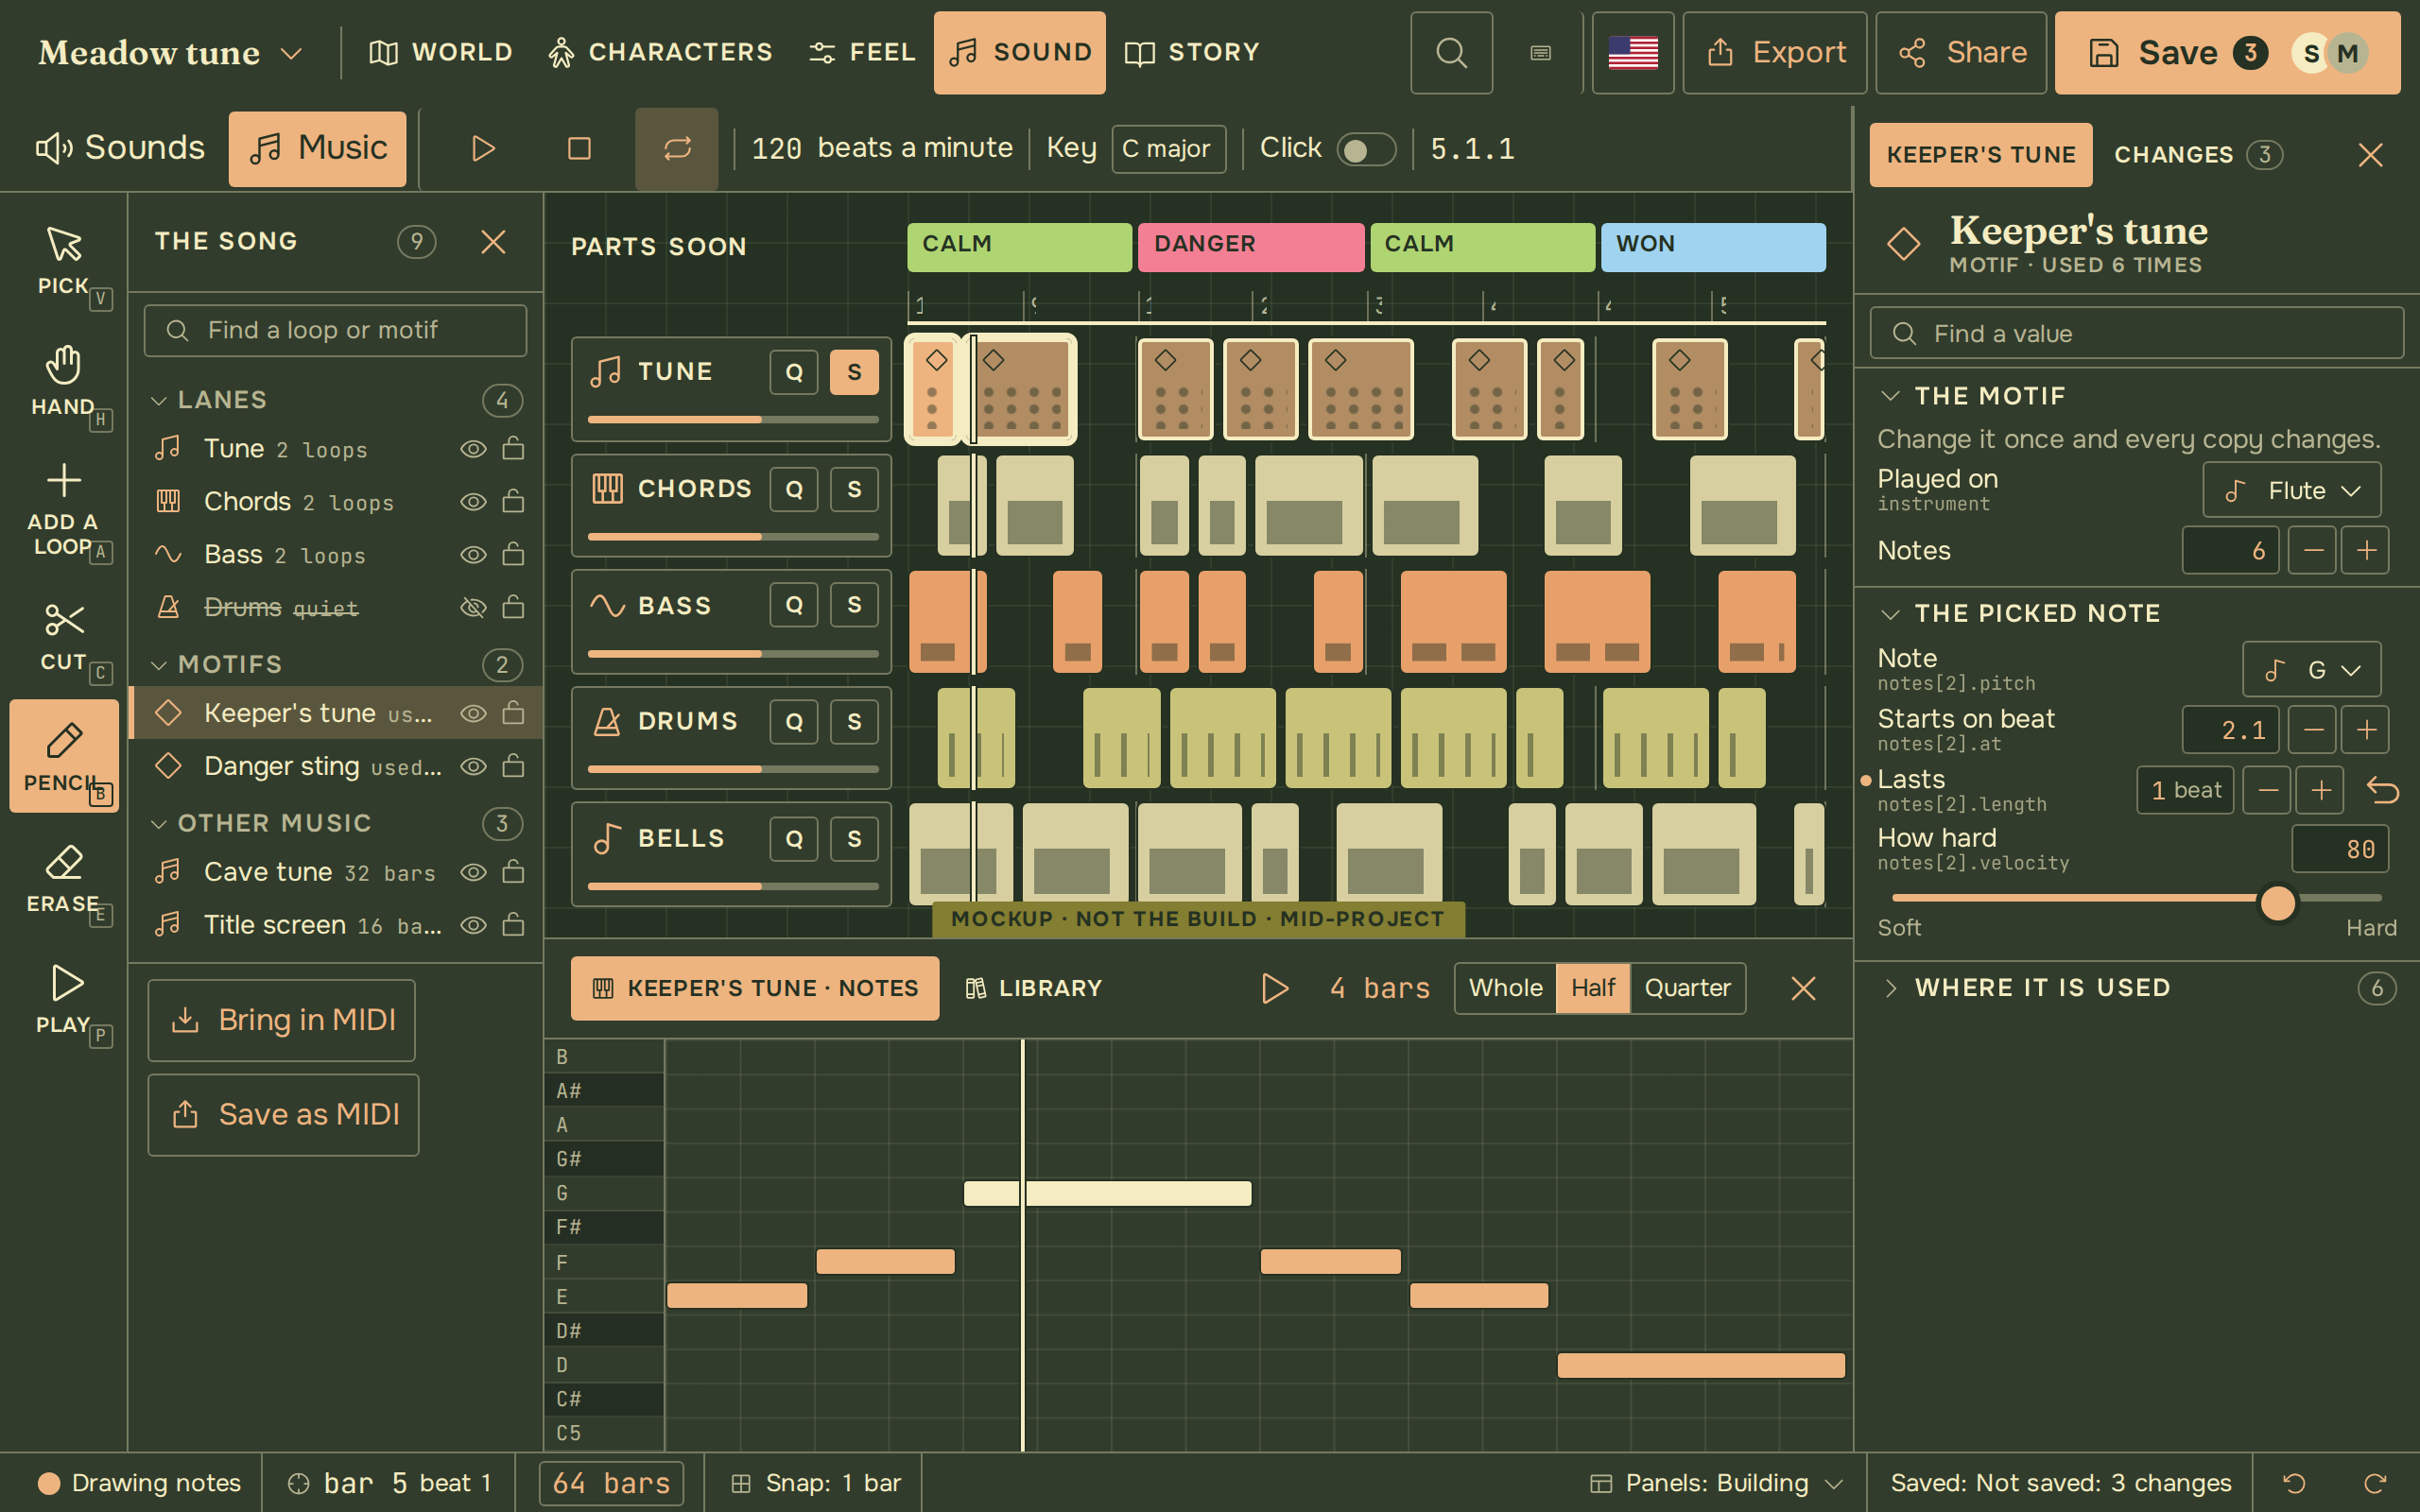 Meadow tune
WORLD
CHARACTERS
FEEL
SOUND
STORY
Export
Share
Save 3
S M
Sounds
Music
120 beats a minute
Key C major
Click
5.1.1
KEEPER'S TUNE
CHANGES 3
PICK V
HAND H
ADD A
LOOP A
CUT C
PENCIL B
ERASE E
PLAY P
THE SONG 9
Find a loop or motif
LANES 4
Tune 2 loops
Chords 2 loops
Bass 2 loops
Drums quiet
MOTIFS 2
Keeper's tune us...
Danger sting used...
OTHER MUSIC 3
Cave tune 32 bars
Title screen 16 ba...
Bring in MIDI
Save as MIDI
PARTS SOON
CALM
DANGER
CALM
WON
TUNE Q S
CHORDS Q S
BASS Q S
DRUMS Q S
BELLS Q S
MOCKUP · NOT THE BUILD · MID-PROJECT
KEEPER'S TUNE · NOTES
LIBRARY
4 bars
Whole Half Quarter
B
A#
A
G#
G
F#
F
E
D#
D
C#
C5
Keeper's tune
MOTIF · USED 6 TIMES
Find a value
THE MOTIF
Change it once and every copy changes.
Played on
instrument
Flute
Notes 6
THE PICKED NOTE
Note
notes[2].pitch
G
Starts on beat
notes[2].at
2.1
Lasts
notes[2].length
1 beat
How hard
notes[2].velocity
80
Soft Hard
WHERE IT IS USED 6
Drawing notes
bar 5 beat 1
64 bars
Snap: 1 bar
Panels: Building
Saved: Not saved: 3 changes